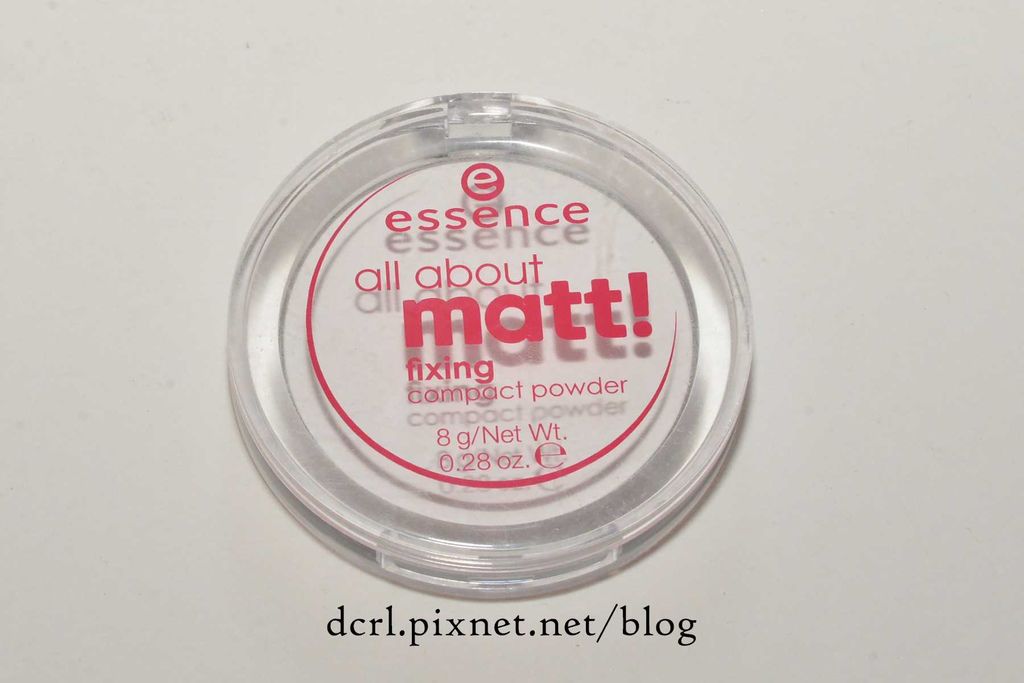 e
essence
all about
matt!
fixing
compact powder
8 g/Net Wt.
0.28 oz. ℮
dcrl.pixnet.net/blog